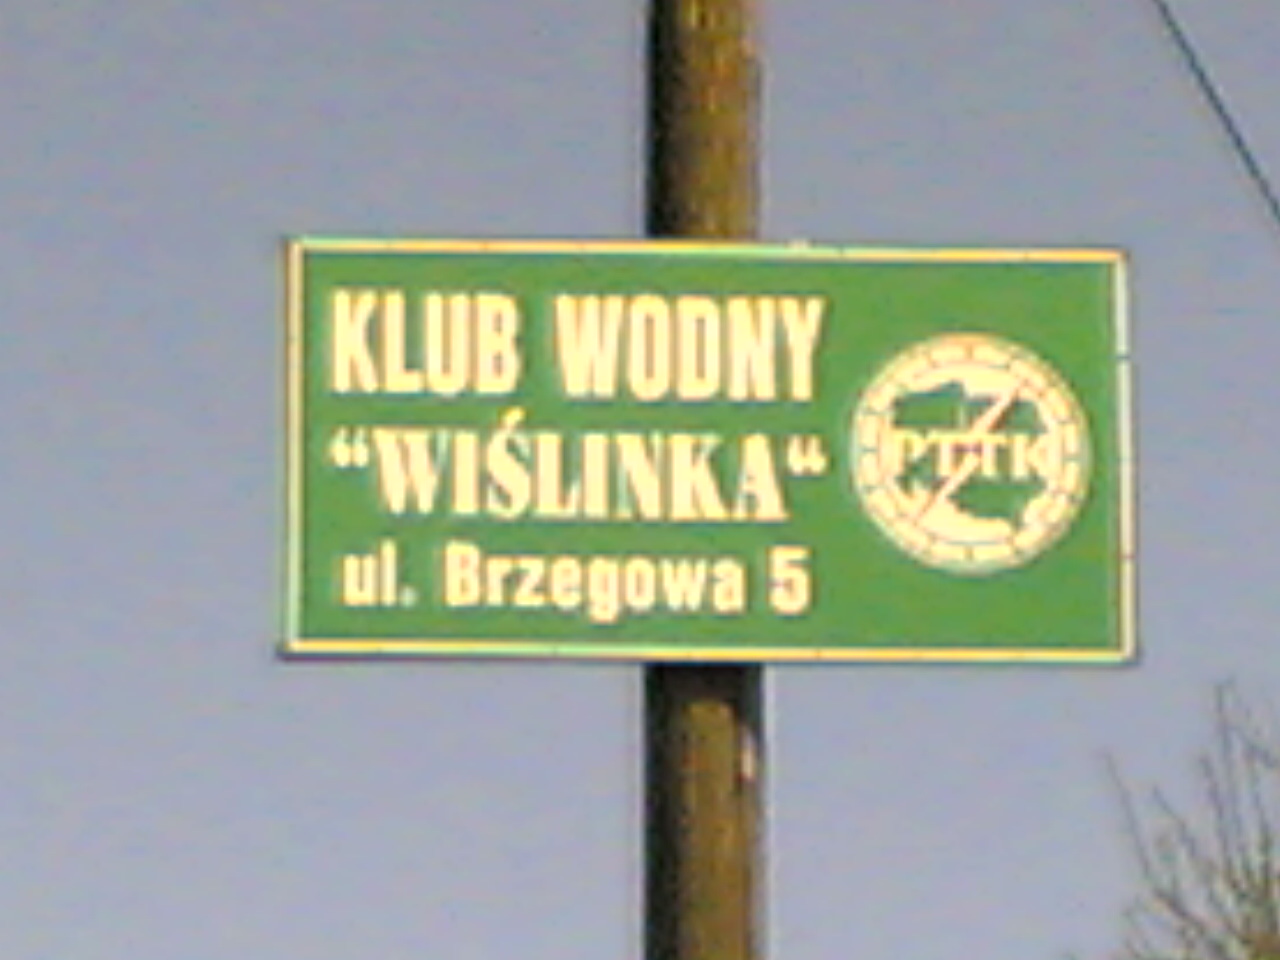 KLUB WODNY
“WIŚLINKA“
ul. Brzegowa 5
PTTK